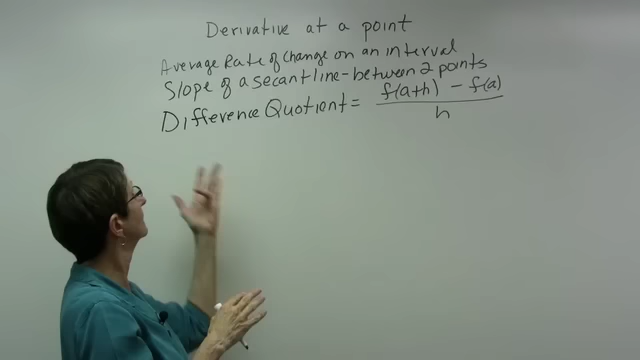 Derivative at a point
Average Rate of Change on an interval
Slope of a secant line - between 2 points
Difference Quotient = f(a+h) - f(a)
h